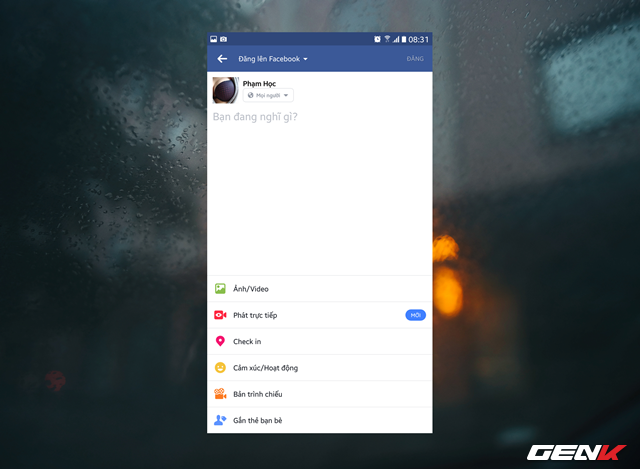 08:31
Đăng lên Facebook
ĐĂNG
Phạm Học
Mọi người
Bạn đang nghĩ gì?
Ảnh/Video
Phát trực tiếp
MỚI
Check in
Cảm xúc/Hoạt động
Bản trình chiếu
Gắn thẻ bạn bè
GENK